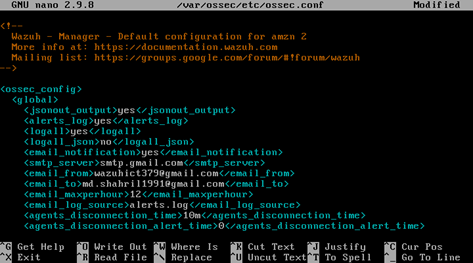 GNU nano 2.9.8 /var/ossec/etc/ossec.conf Modified
<!--
Wazuh - Manager - Default configuration for amzn 2
More info at: https://documentation.wazuh.com
Mailing list: https://groups.google.com/forum/#!forum/wazuh
-->
<ossec_config>
<global>
<jsonout_output>yes</jsonout_output>
<alerts_log>yes</alerts_log>
<logall>yes</logall>
<logall_json>no</logall_json>
<email_notification>yes</email_notification>
<smtp_server>smtp.gmail.com</smtp_server>
<email_from>wazuhict379@gmail.com</email_from>
<email_to>md.shahril1991@gmail.com</email_to>
<email_maxperhour>12</email_maxperhour>
<email_log_source>alerts.log</email_log_source>
<agents_disconnection_time>10m</agents_disconnection_time>
<agents_disconnection_alert_time>0</agents_disconnection_alert_time>
^G Get Help ^O Write Out ^W Where Is ^K Cut Text ^J Justify ^C Cur Pos
^X Exit ^R Read File ^\ Replace ^U Uncut Text ^T To Spell ^_ Go To Line